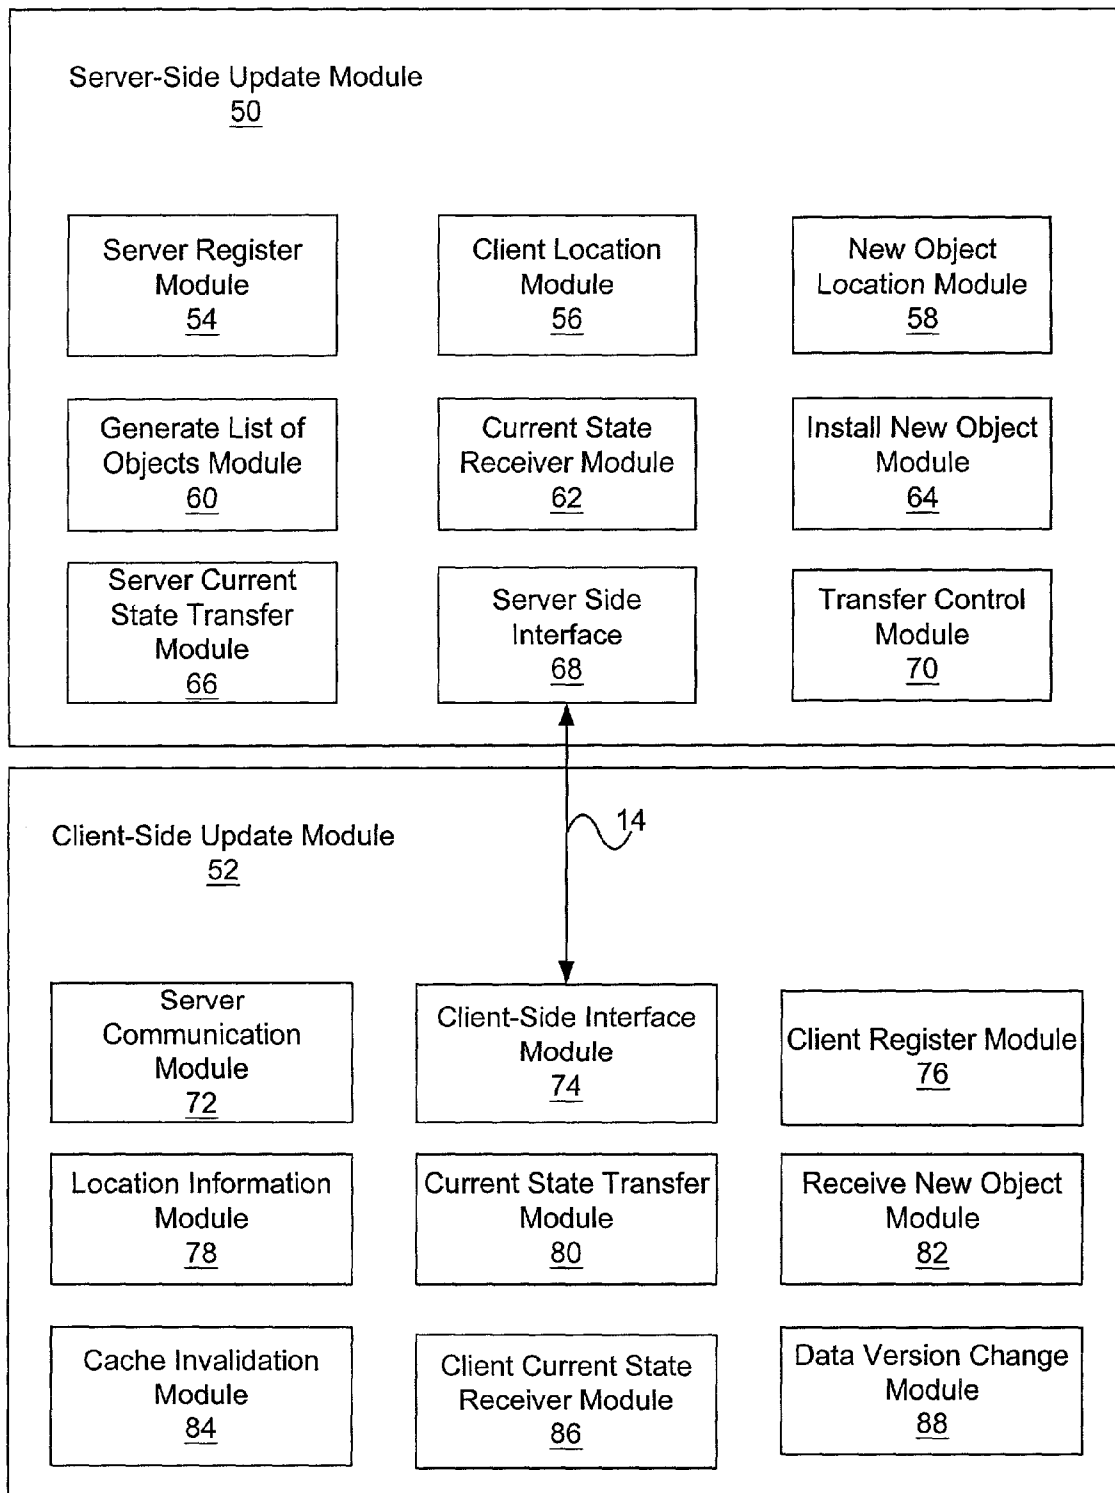 Server-Side Update Module
50
Server Register
Module
54
Client Location
Module
56
New Object
Location Module
58
Generate List of
Objects Module
60
Current State
Receiver Module
62
Install New Object
Module
64
Server Current
State Transfer
Module
66
Server Side
Interface
68
Transfer Control
Module
70
14
Client-Side Update Module
52
Server
Communication
Module
72
Client-Side Interface
Module
74
Client Register Module
76
Location Information
Module
78
Current State Transfer
Module
80
Receive New Object
Module
82
Cache Invalidation
Module
84
Client Current State
Receiver Module
86
Data Version Change
Module
88